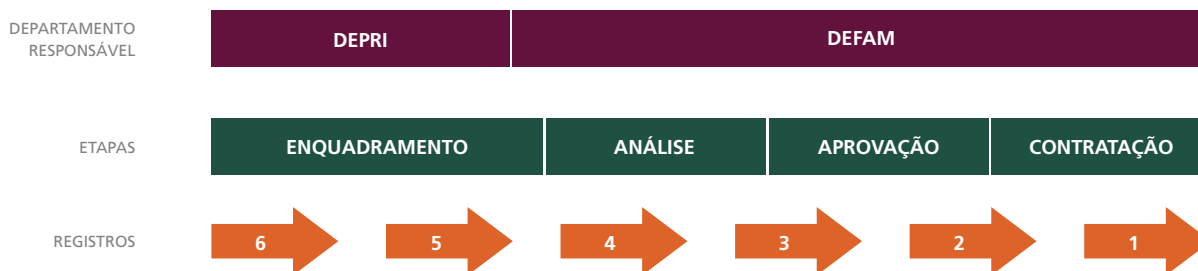 DEPARTAMENTO
RESPONSÁVEL
DEPRI
DEFAM
ETAPAS
ENQUADRAMENTO
ANÁLISE
APROVAÇÃO
CONTRATAÇÃO
REGISTROS
6
5
4
3
2
1